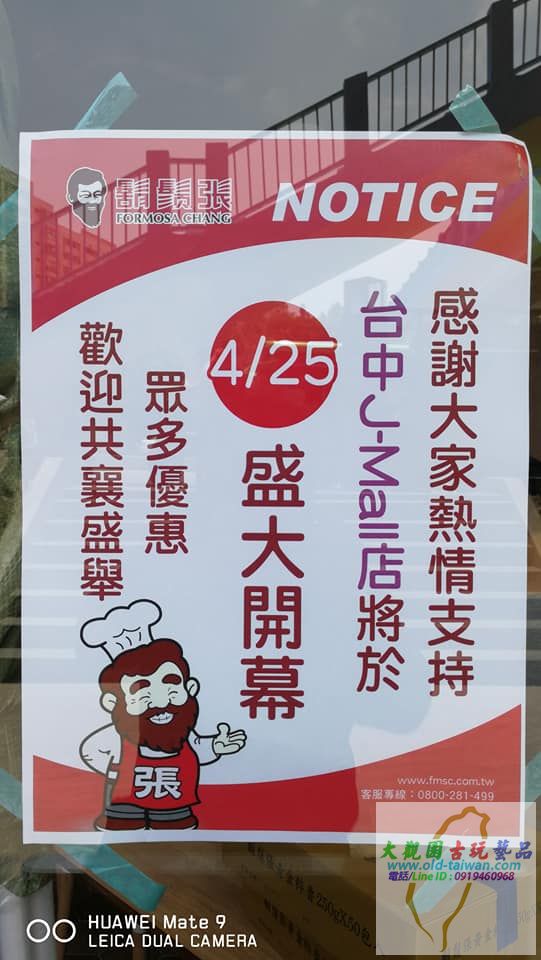 鬍鬚張
FORMOSA CHANG
NOTICE
感謝大家熱情支持
台中J-Mall店將於
4/25
盛大開幕
眾多優惠
歡迎共襄盛舉
張
www.fmsc.com.tw
客服專線：0800-281-499
大觀園古玩藝品
www.old-taiwan.com
電話/Line ID：0919460968
HUAWEI Mate 9
LEICA DUAL CAMERA